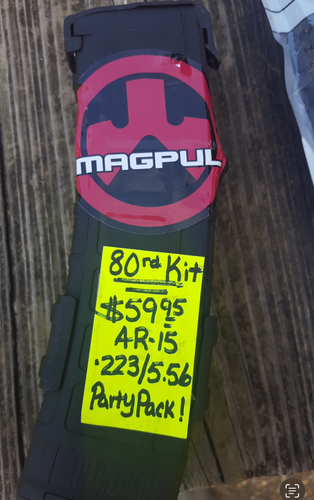 MAGPUL
80rd Kit
$59.95
AR-15
.223/5.56
Party Pack!